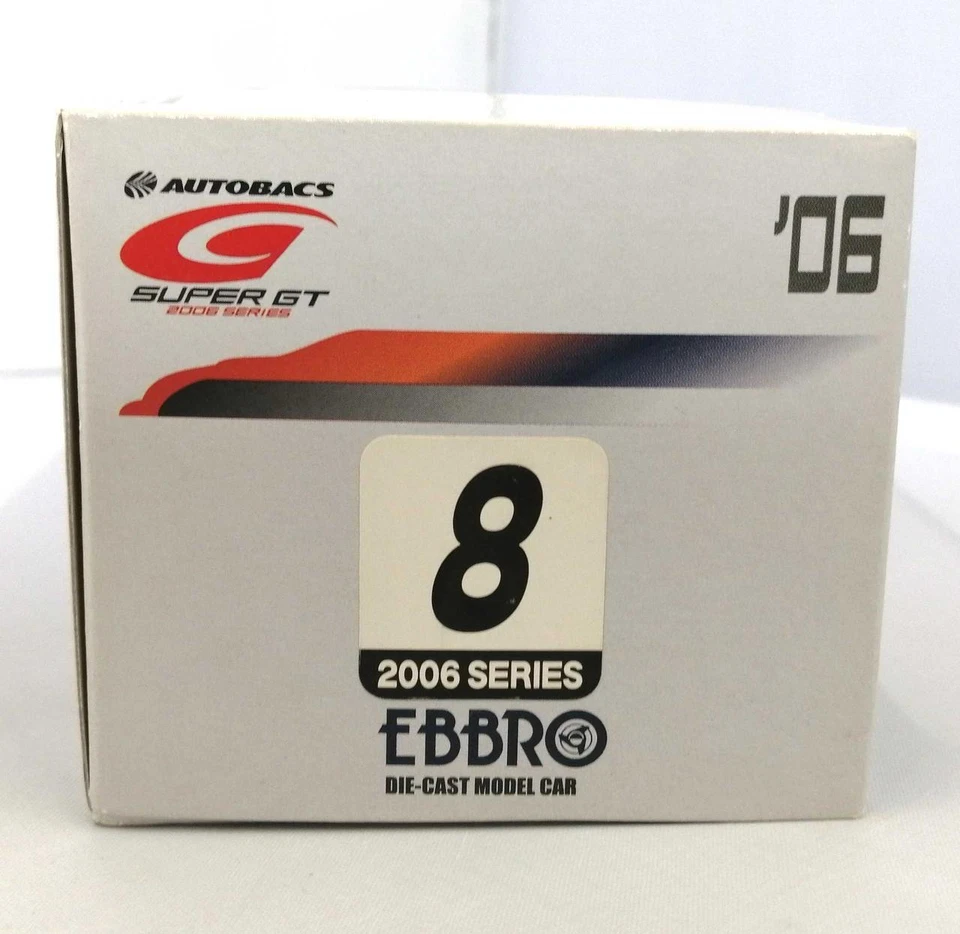 AUTOBACS
SUPER GT
2006 SERIES
'06
8
2006 SERIES
EBBRO
DIE-CAST MODEL CAR